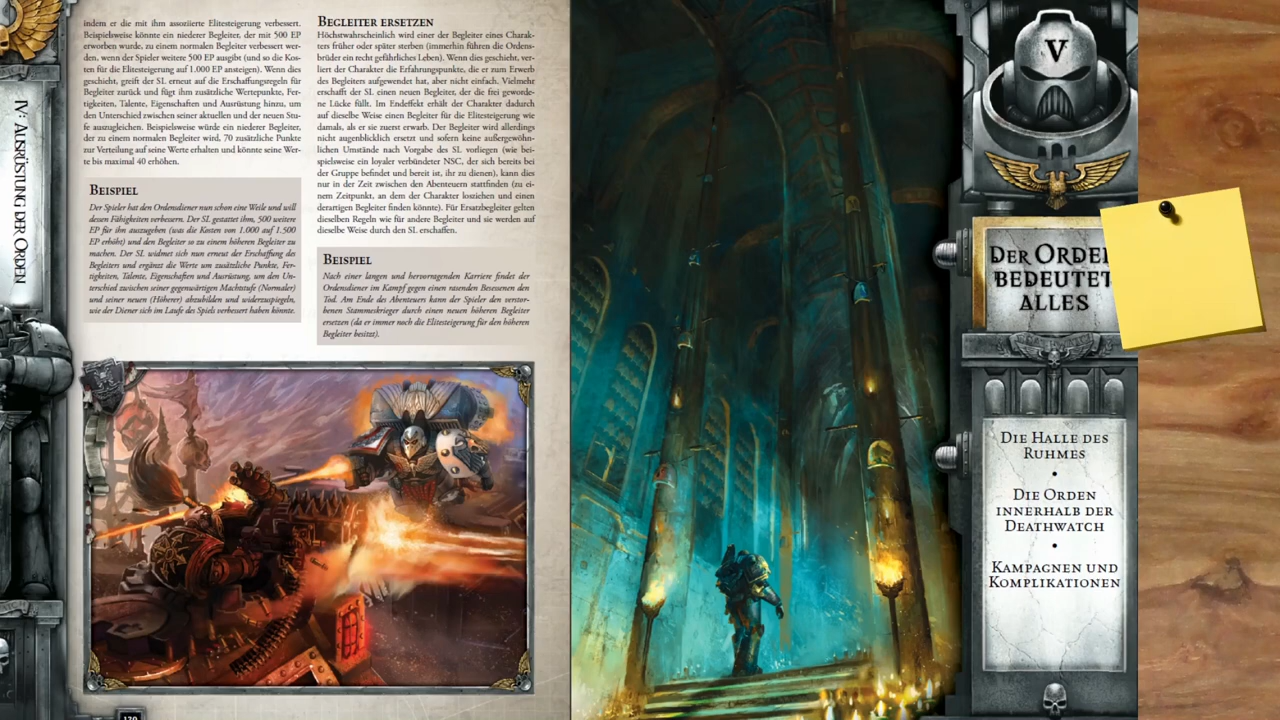 IV: Ausrüstung der Orden
indem er die mit ihm assoziierte Elitesteigerung verbessert.
Beispielsweise könnte ein niederer Begleiter, der mit 500 EP
erworben wurde, zu einem normalen Begleiter verbessert wer-
den, wenn der Spieler weitere 500 EP ausgibt (und so die Kos-
ten für die Elitesteigerung auf 1.000 EP ansteigen). Wenn dies
geschieht, greift der SL erneut auf die Erschaffungsregeln für
Begleiter zurück und fügt ihm zusätzliche Wertepunkte, Fer-
tigkeiten, Talente, Eigenschaften und Ausrüstung hinzu, um
den Unterschied zwischen seiner aktuellen und der neuen Stu-
fe auszugleichen. Beispielsweise würde ein niederer Begleiter,
der zu einem normalen Begleiter wird, 70 zusätzliche Punkte
zur Verteilung auf seine Werte erhalten und könnte seine Wer-
te bis maximal 40 erhöhen.
Beispiel
Der Spieler hat den Ordensdiener nun schon eine Weile und will
dessen Fähigkeiten verbessern. Der SL gestattet ihm, 500 weitere
EP für ihn auszugeben (was die Kosten von 1.000 auf 1.500
EP erhöht) und den Begleiter so zu einem höheren Begleiter zu
machen. Der SL widmet sich nun erneut der Erschaffung des
Begleiters und ergänzt die Werte um zusätzliche Punkte, Fer-
tigkeiten, Talente, Eigenschaften und Ausrüstung, um den Un-
terschied zwischen seiner gegenwärtigen Machtstufe (Normaler)
und seiner neuen (Höherer) abzubilden und widerzuspiegeln,
wie der Diener sich im Laufe des Spiels verbessert haben könnte.
Begleiter ersetzen
Höchstwahrscheinlich wird einer der Begleiter eines Charak-
ters früher oder später sterben (immerhin führen die Ordens-
brüder ein recht gefährliches Leben). Wenn dies geschieht, ver-
liert der Charakter die Erfahrungspunkte, die er zum Erwerb
des Begleiters aufgewendet hat, aber nicht einfach. Vielmehr
erschafft der SL einen neuen Begleiter, der die frei geworde-
ne Lücke füllt. Im Endeffekt erhält der Charakter dadurch
auf dieselbe Weise einen Begleiter für die Elitesteigerung wie
damals, als er sie zuerst erwarb. Der Begleiter wird allerdings
nicht augenblicklich ersetzt und sofern keine außergewöhn-
lichen Umstände nach Vorgabe des SL vorliegen (wie bei-
spielsweise ein loyaler verbündeter NSC, der sich bereits bei
der Gruppe befindet und bereit ist, ihr zu dienen), kann dies
nur in der Zeit zwischen den Abenteuern stattfinden (zu ei-
nem Zeitpunkt, an dem der Charakter losziehen und einen
derartigen Begleiter finden könnte). Für Ersatzbegleiter gelten
dieselben Regeln wie für andere Begleiter und sie werden auf
dieselbe Weise durch den SL erschaffen.
Beispiel
Nach einer langen und hervorragenden Karriere findet der
Ordensdiener im Kampf gegen einen rasenden Besessenen den
Tod. Am Ende des Abenteuers kann der Spieler den verstor-
benen Stammeskrieger durch einen neuen höheren Begleiter
ersetzen (da er immer noch die Elitesteigerung für den höheren
Begleiter besitzt).
V
Der Orden
bedeutet
alles
Die Halle des
Ruhmes
•
Die Orden
innerhalb der
Deathwatch
•
Kampagnen und
Komplikationen